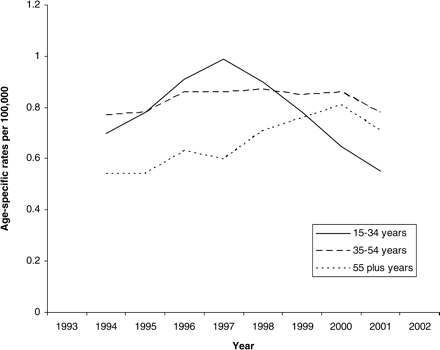 1.2
1
0.8
0.6
0.4
0.2
0
Age-specific rates per 100,000
15-34 years
35-54 years
55 plus years
1993 1994 1995 1996 1997 1998 1999 2000 2001 2002
Year